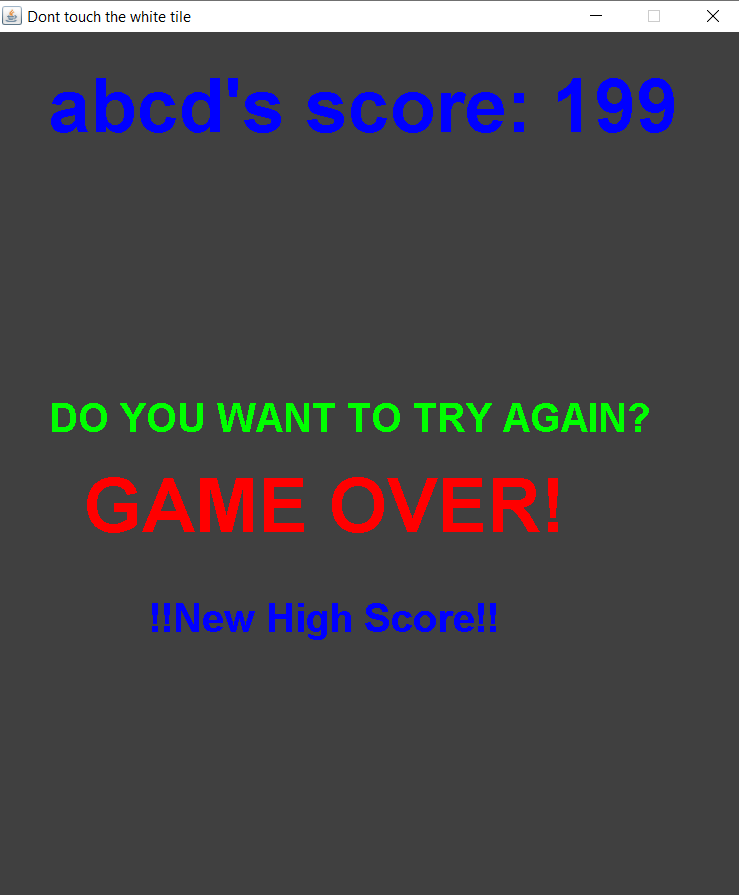 Dont touch the white tile
abcd's score: 199
DO YOU WANT TO TRY AGAIN?
GAME OVER!
!!New High Score!!